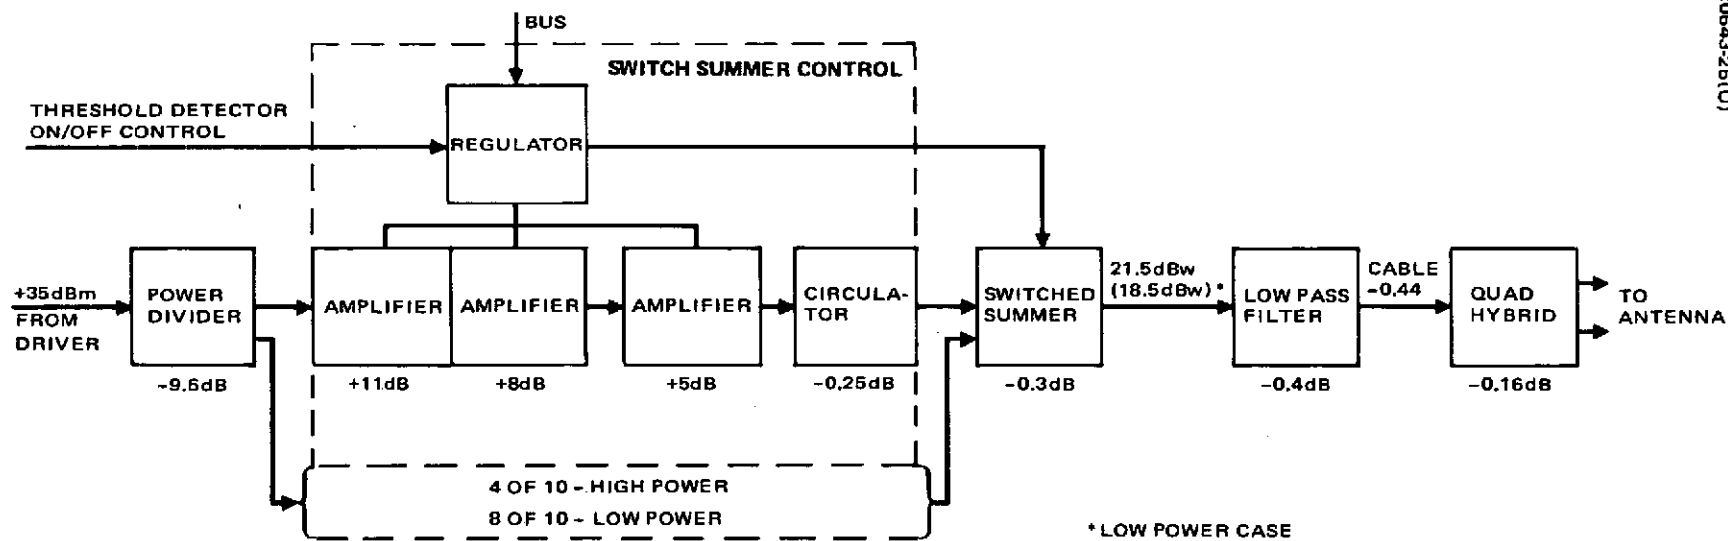 BUS
SWITCH SUMMER CONTROL
THRESHOLD DETECTOR
ON/OFF CONTROL
REGULATOR
+35dBm
FROM
DRIVER
POWER
DIVIDER
-9.6dB
AMPLIFIER
+11dB
AMPLIFIER
+8dB
AMPLIFIER
+5dB
CIRCULA-
TOR
-0.25dB
SWITCHED
SUMMER
-0.3dB
21.5dBw
(18.5dBw)*
LOW PASS
FILTER
-0.4dB
CABLE
-0.44
QUAD
HYBRID
-0.16dB
TO
ANTENNA
4 OF 10 - HIGH POWER
8 OF 10 - LOW POWER
* LOW POWER CASE